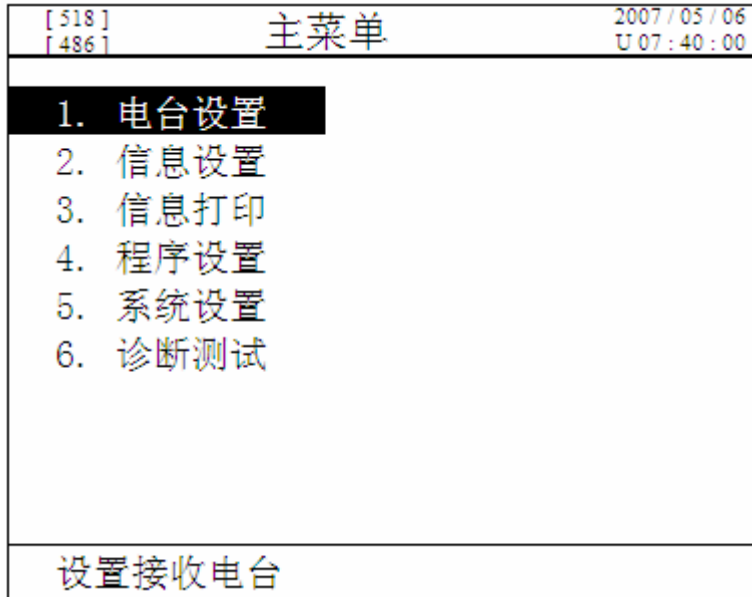 [518]
[486]
主菜单
2007/05/06
U 07:40:00
1. 电台设置
2. 信息设置
3. 信息打印
4. 程序设置
5. 系统设置
6. 诊断测试
设置接收电台